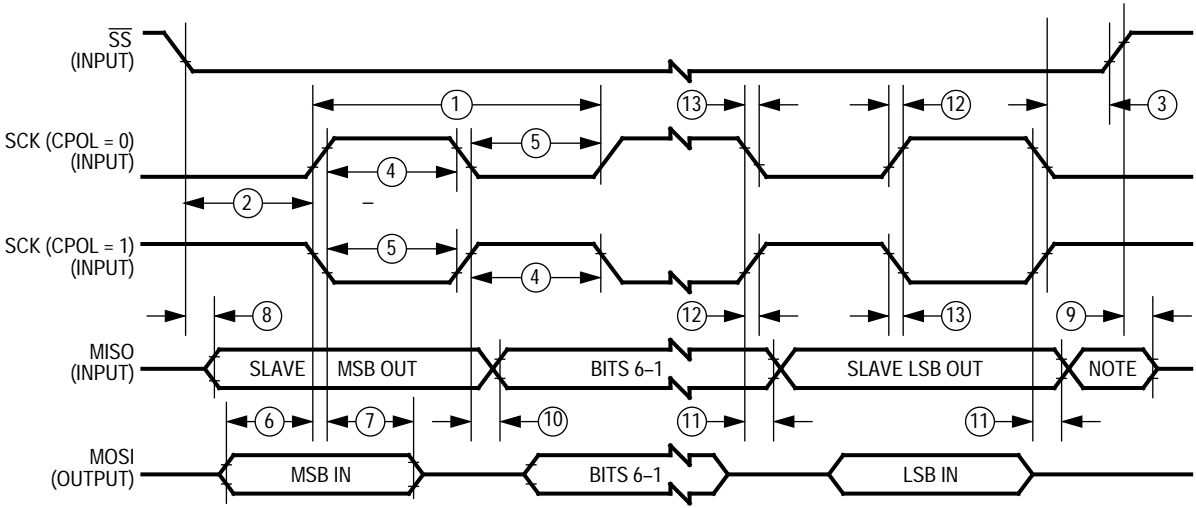 SS
(INPUT)
1
13
12
3
SCK (CPOL = 0)
(INPUT)
5
4
2
–
SCK (CPOL = 1)
(INPUT)
5
4
8
12
13
9
MISO
(INPUT)
SLAVE MSB OUT
BITS 6–1
SLAVE LSB OUT
NOTE
6
7
10
11
11
MOSI
(OUTPUT)
MSB IN
BITS 6–1
LSB IN